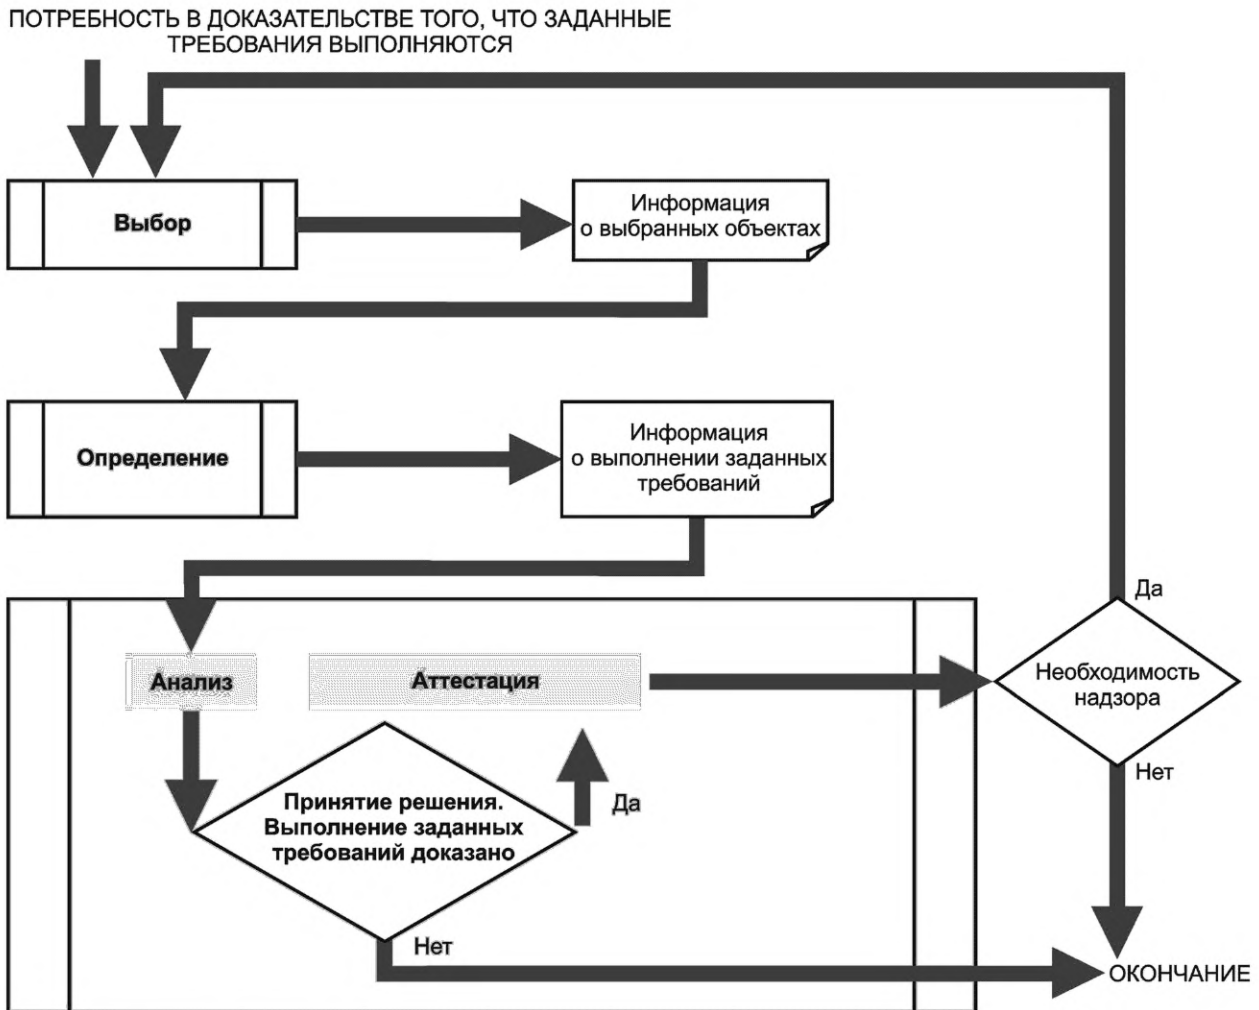 ПОТРЕБНОСТЬ В ДОКАЗАТЕЛЬСТВЕ ТОГО, ЧТО ЗАДАННЫЕ
ТРЕБОВАНИЯ ВЫПОЛНЯЮТСЯ
Выбор
Информация
о выбранных объектах
Определение
Информация
о выполнении заданных
требований
Да
Необходимость
надзора
Нет
Анализ
Аттестация
Принятие решения.
Выполнение заданных
требований доказано
Да
Нет
ОКОНЧАНИЕ